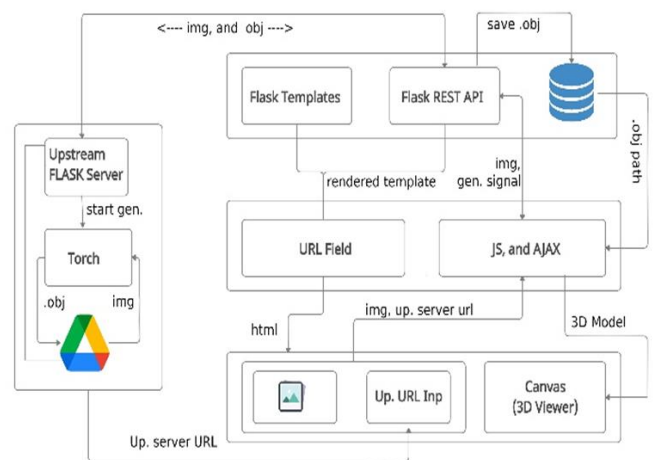 <---- img, and  obj ---->
save .obj
Flask Templates
Flask REST API
Upstream
FLASK Server
.obj path
img,
gen. signal
rendered template
start gen.
Torch
URL Field
JS, and AJAX
.obj
img
html
img, up. server url
3D Model
Up. URL Inp
Canvas
(3D Viewer)
Up. server URL